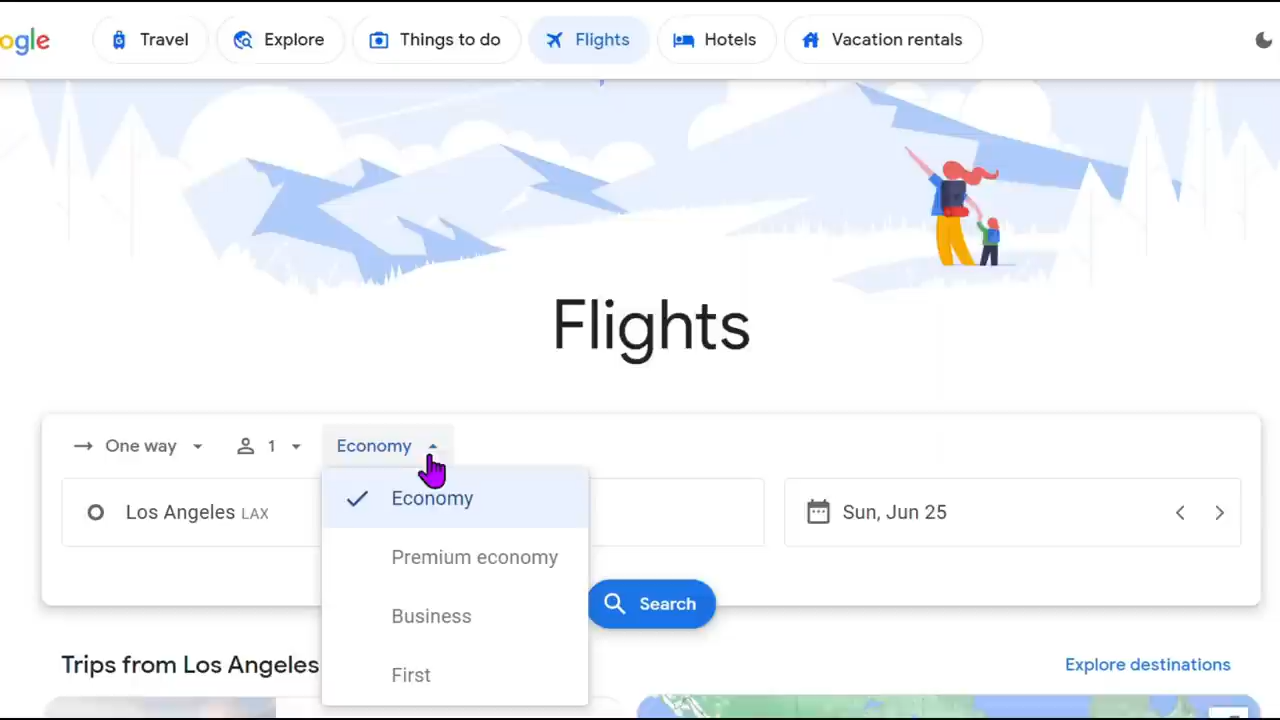 ogle
Travel
Explore
Things to do
Flights
Hotels
Vacation rentals
Flights
One way
1
Economy
Los Angeles LAX
Sun, Jun 25
Economy
Premium economy
Business
First
Search
Trips from Los Angeles
Explore destinations